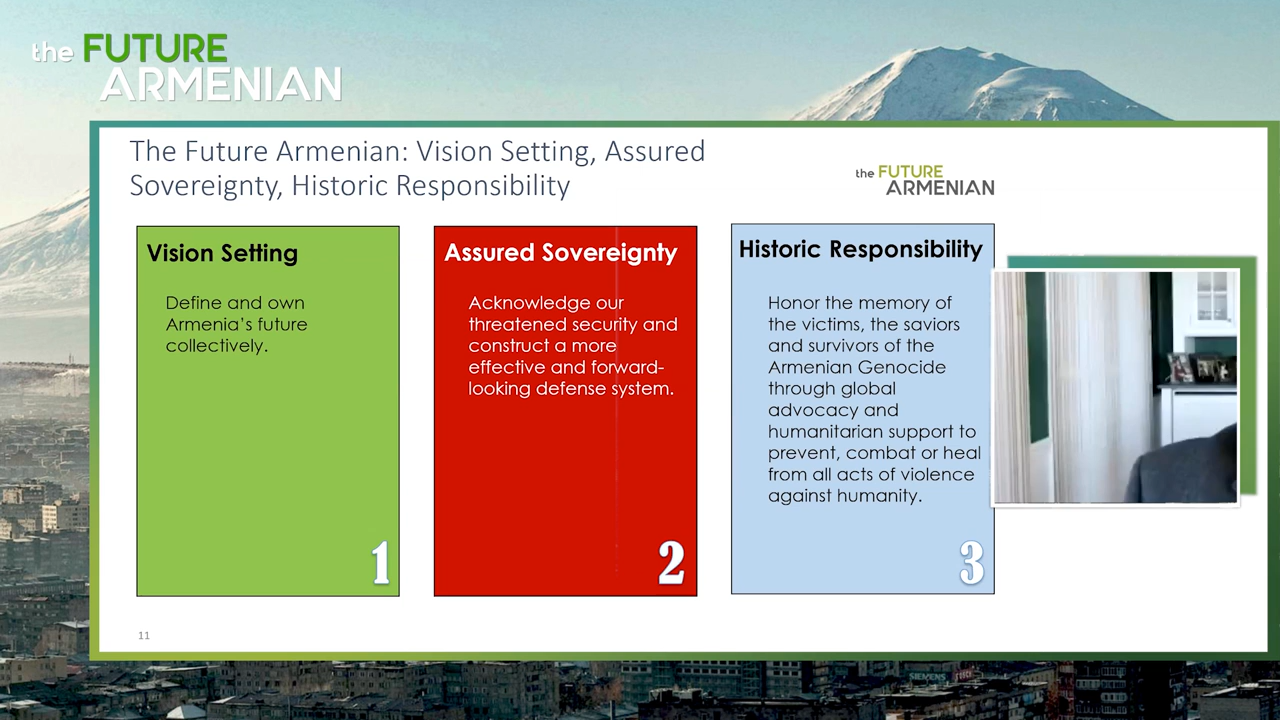 the FUTURE
ARMENIAN
The Future Armenian: Vision Setting, Assured
Sovereignty, Historic Responsibility
the FUTURE
ARMENIAN
Vision Setting
Define and own
Armenia’s future
collectively.
1
Assured Sovereignty
Acknowledge our
threatened security and
construct a more
effective and forward-
looking defense system.
2
Historic Responsibility
Honor the memory of
the victims, the saviors
and survivors of the
Armenian Genocide
through global
advocacy and
humanitarian support to
prevent, combat or heal
from all acts of violence
against humanity.
3
11
SIEMENS